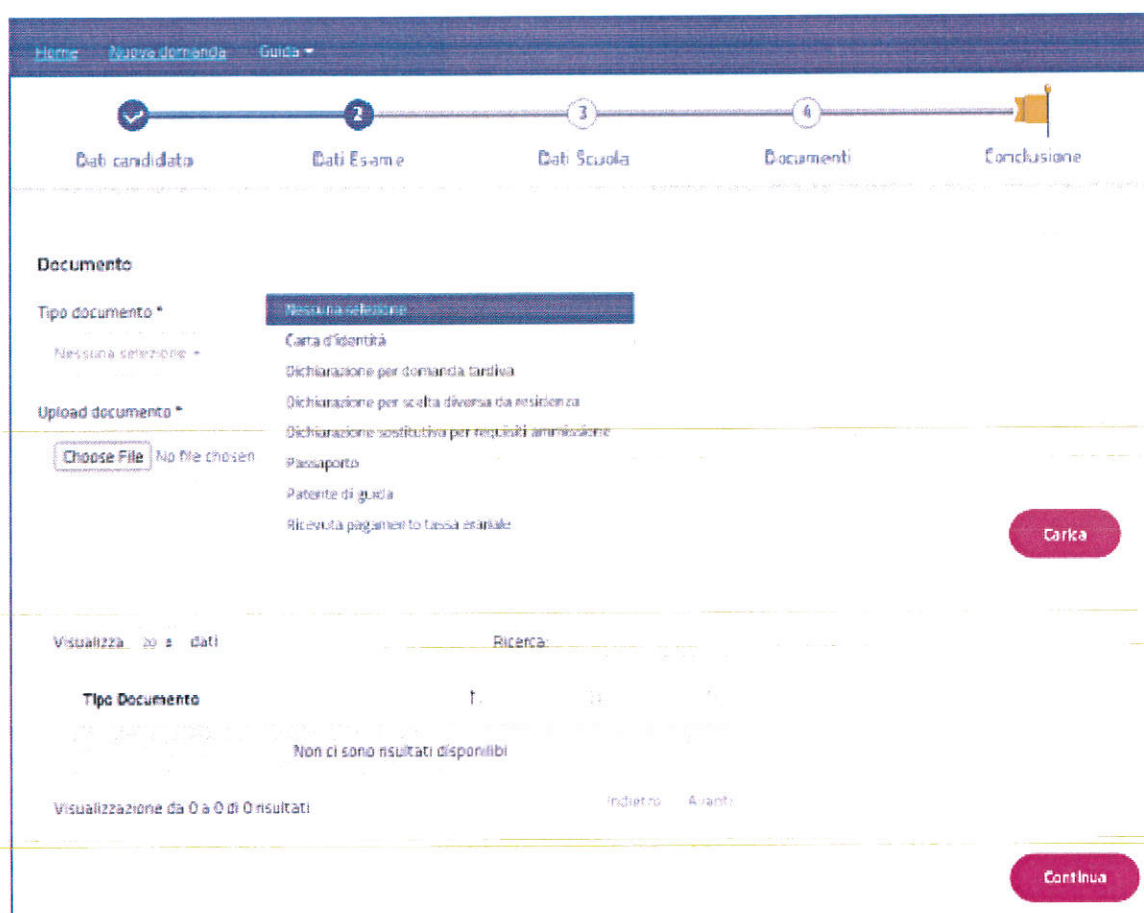 Home Nuova domanda Guida
2 3 4
Dati candidato Dati Esame Dati Scuola Documenti Conclusione
Documento
Tipo documento *
Nessuna selezione
Nessuna selezione
Carta d'identità
Dichiarazione per domanda tardiva
Dichiarazione per scelta diversa da residenza
Dichiarazione sostitutiva per requisiti ammissione
Passaporto
Patente di guida
Ricevuta pagamento tassa erariale
Upload documento *
Choose File No file chosen
Carica
Visualizza 20 dati Ricerca:
Tipo Documento
Non ci sono risultati disponilibi
Visualizzazione da 0 a 0 di 0 risultati Indietro Avanti
Continua